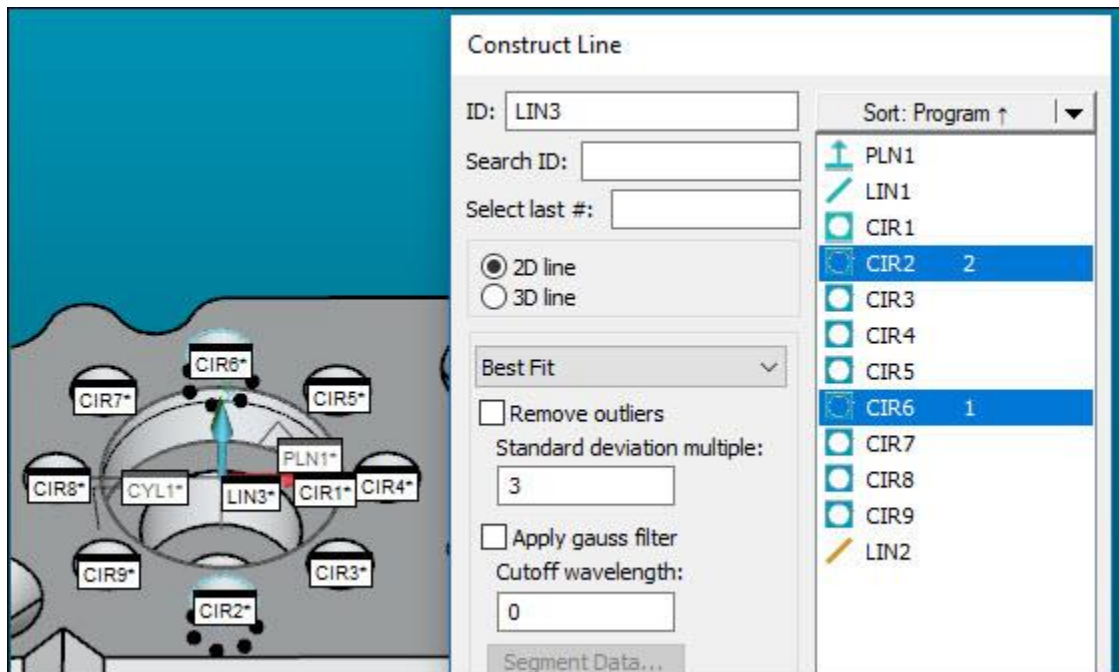 Construct Line
ID: LIN3
Search ID:
Select last #:
2D line
3D line
Best Fit
Remove outliers
Standard deviation multiple:
3
Apply gauss filter
Cutoff wavelength:
0
Segment Data...
Sort: Program ↑
PLN1
LIN1
CIR1
CIR2 2
CIR3
CIR4
CIR5
CIR6 1
CIR7
CIR8
CIR9
LIN2
CIR6*
CIR7* CIR5*
PLN1*
CIR8* CYL1* LIN3* CIR1* CIR4*
CIR9* CIR3*
CIR2*